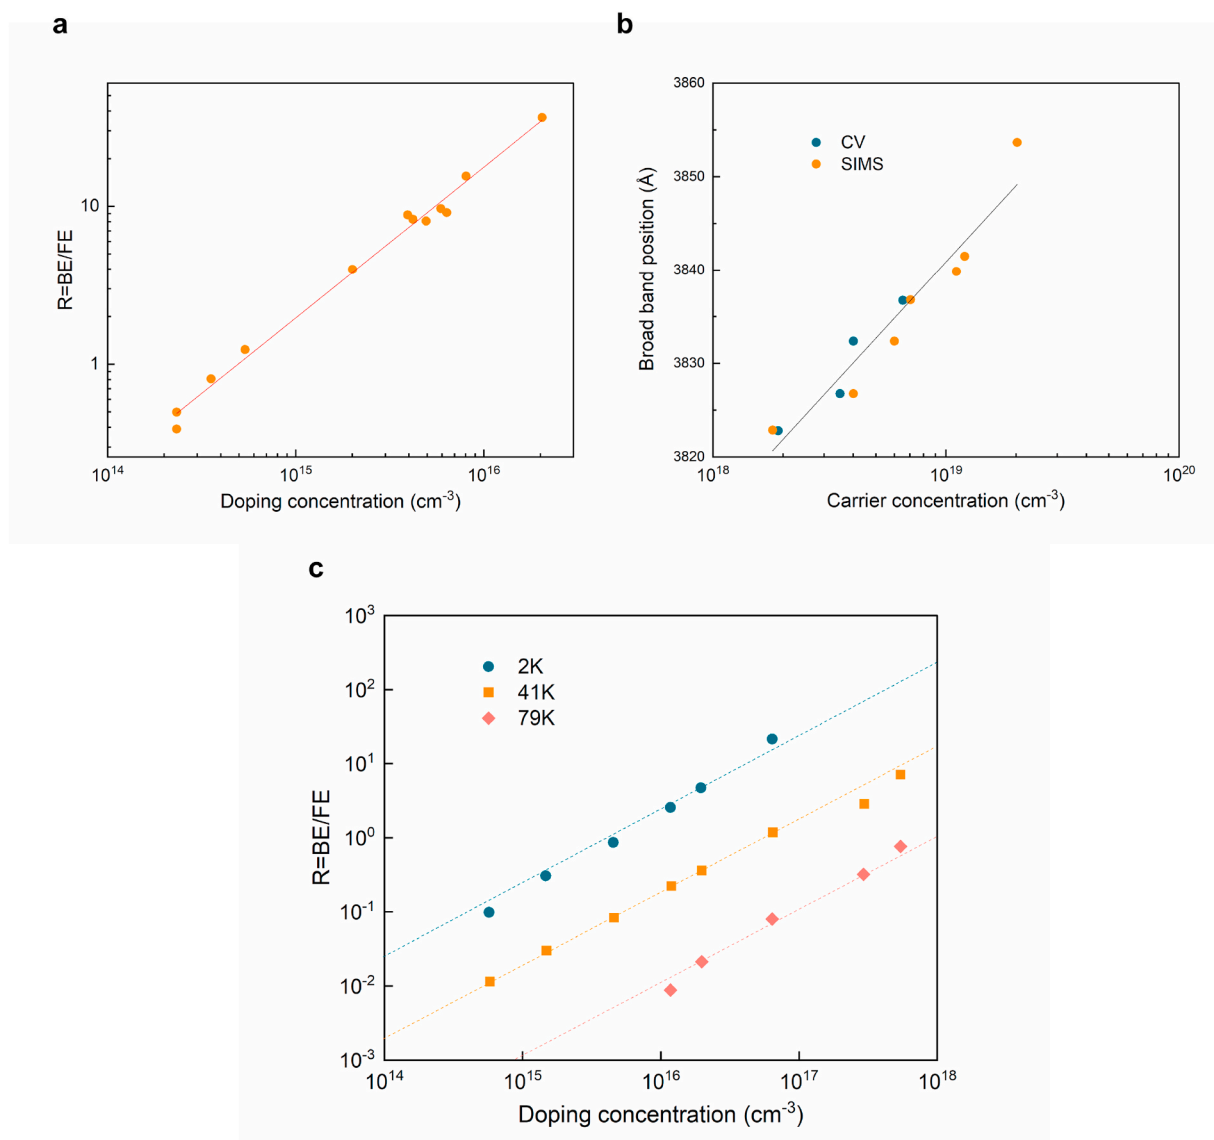 a
R=BE/FE
10
1
10^14
10^15
10^16
Doping concentration (cm^-3)
b
Broad band position (Å)
3860
3850
3840
3830
3820
CV
SIMS
10^18
10^19
10^20
Carrier concentration (cm^-3)
c
R=BE/FE
10^3
10^2
10^1
10^0
10^-1
10^-2
10^-3
2K
41K
79K
10^14
10^15
10^16
10^17
10^18
Doping concentration (cm^-3)